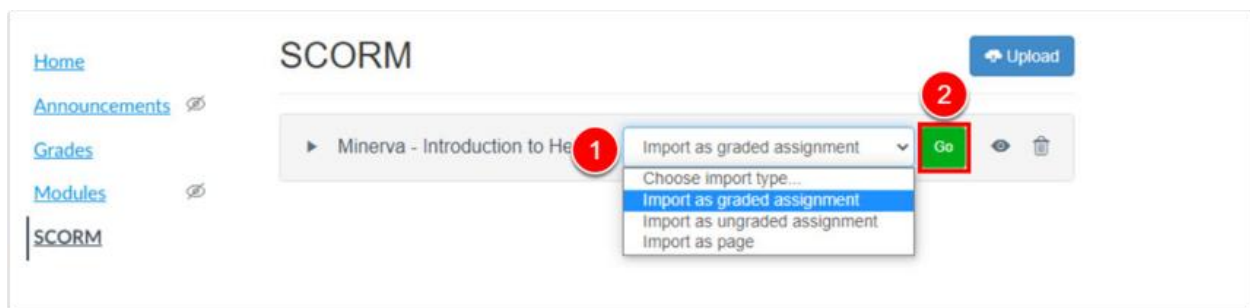 Home
Announcements
Grades
Modules
SCORM
SCORM
Upload
Minerva - Introduction to He
1
Import as graded assignment
2
Go
Choose import type...
Import as graded assignment
Import as ungraded assignment
Import as page